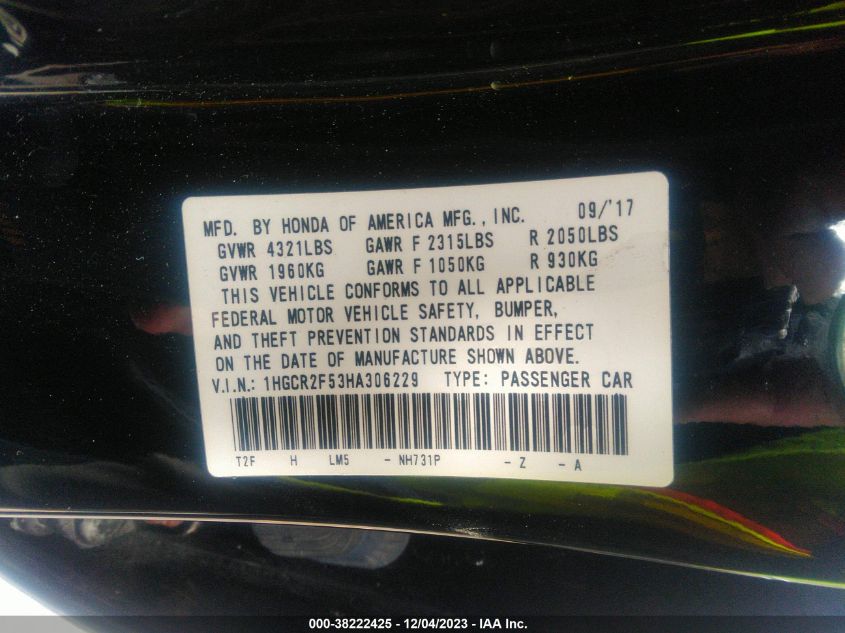 MFD. BY HONDA OF AMERICA MFG., INC. 09/'17
GVWR 4321LBS GAWR F 2315LBS R 2050LBS
GVWR 1960KG GAWR F 1050KG R 930KG
THIS VEHICLE CONFORMS TO ALL APPLICABLE
FEDERAL MOTOR VEHICLE SAFETY, BUMPER,
AND THEFT PREVENTION STANDARDS IN EFFECT
ON THE DATE OF MANUFACTURE SHOWN ABOVE.
V.I.N.: 1HGCR2F53HA306229 TYPE: PASSENGER CAR
T2F H LM5 - NH731P - Z - A
000-38222425 - 12/04/2023 - IAA Inc.